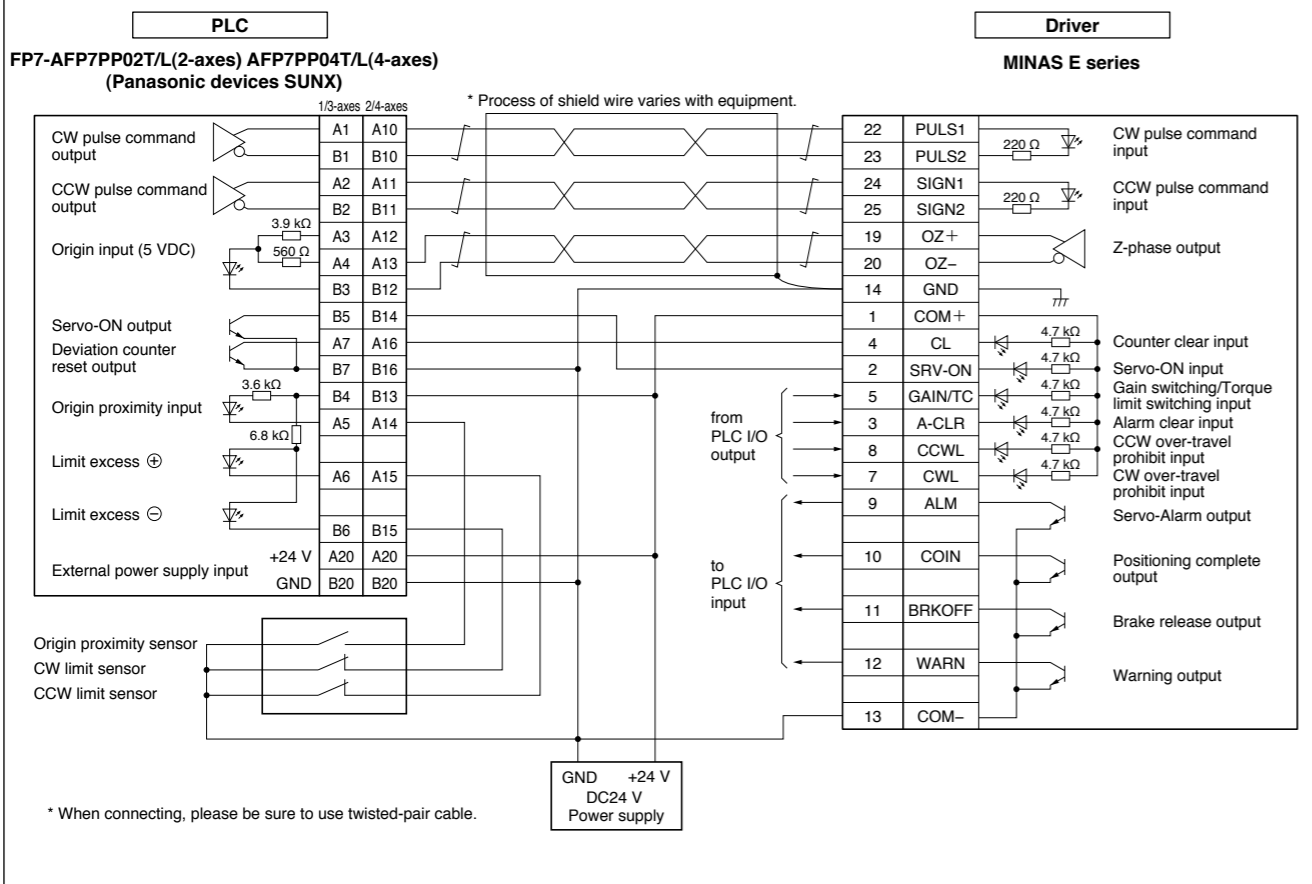 PLC
FP7-AFP7PP02T/L(2-axes) AFP7PP04T/L(4-axes)
(Panasonic devices SUNX)
Driver
MINAS E series
* Process of shield wire varies with equipment.
1/3-axes 2/4-axes
CW pulse command
output
A1 A10
B1 B10
CCW pulse command
output
A2 A11
B2 B11
Origin input (5 VDC)
3.9 kΩ
560 Ω
A3 A12
A4 A13
B3 B12
Servo-ON output
B5 B14
Deviation counter
reset output
A7 A16
B7 B16
Origin proximity input
3.6 kΩ
6.8 kΩ
B4 B13
A5 A14
Limit excess ⊕
A6 A15
Limit excess ⊖
B6 B15
External power supply input
+24 V A20 A20
GND B20 B20
Origin proximity sensor
CW limit sensor
CCW limit sensor
22 PULS1
23 PULS2
220 Ω
CW pulse command
input
24 SIGN1
25 SIGN2
220 Ω
CCW pulse command
input
19 OZ+
20 OZ−
Z-phase output
14 GND
1 COM+
4 CL 4.7 kΩ Counter clear input
2 SRV-ON 4.7 kΩ Servo-ON input
5 GAIN/TC 4.7 kΩ Gain switching/Torque
limit switching input
3 A-CLR 4.7 kΩ Alarm clear input
8 CCWL 4.7 kΩ CCW over-travel
prohibit input
7 CWL 4.7 kΩ CW over-travel
prohibit input
from
PLC I/O
output
9 ALM Servo-Alarm output
10 COIN Positioning complete
output
11 BRKOFF Brake release output
12 WARN Warning output
13 COM−
to
PLC I/O
input
GND +24 V
DC24 V
Power supply
* When connecting, please be sure to use twisted-pair cable.